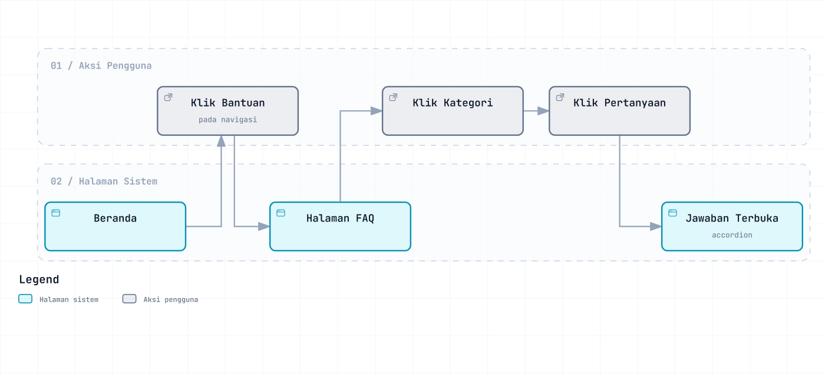 01 / Aksi Pengguna
Klik Bantuan
pada navigasi
Klik Kategori
Klik Pertanyaan
02 / Halaman Sistem
Beranda
Halaman FAQ
Jawaban Terbuka
accordion
Legend
Halaman sistem
Aksi pengguna